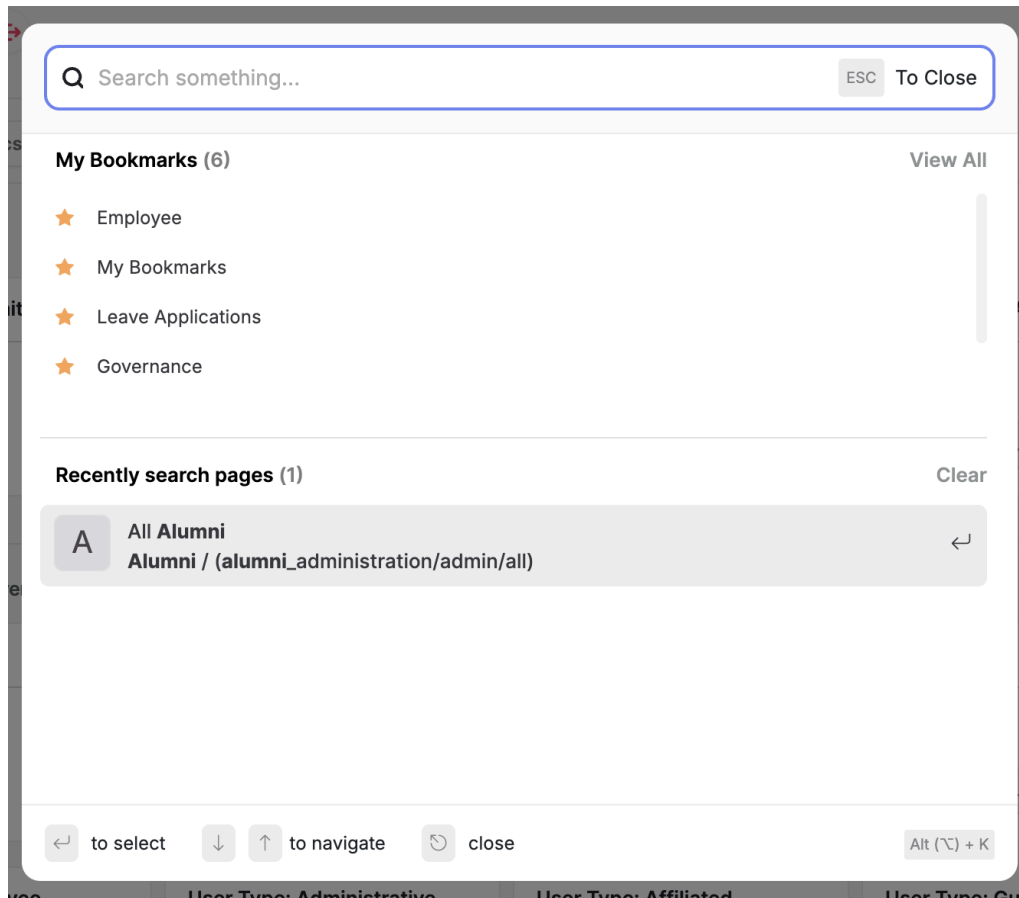 Search something...
ESC To Close
My Bookmarks (6)
View All
Employee
My Bookmarks
Leave Applications
Governance
Recently search pages (1)
Clear
A
All Alumni
Alumni / (alumni_administration/admin/all)
to select
to navigate
close
Alt (⌥) + K
User Type: Administrative
User Type: Affiliated